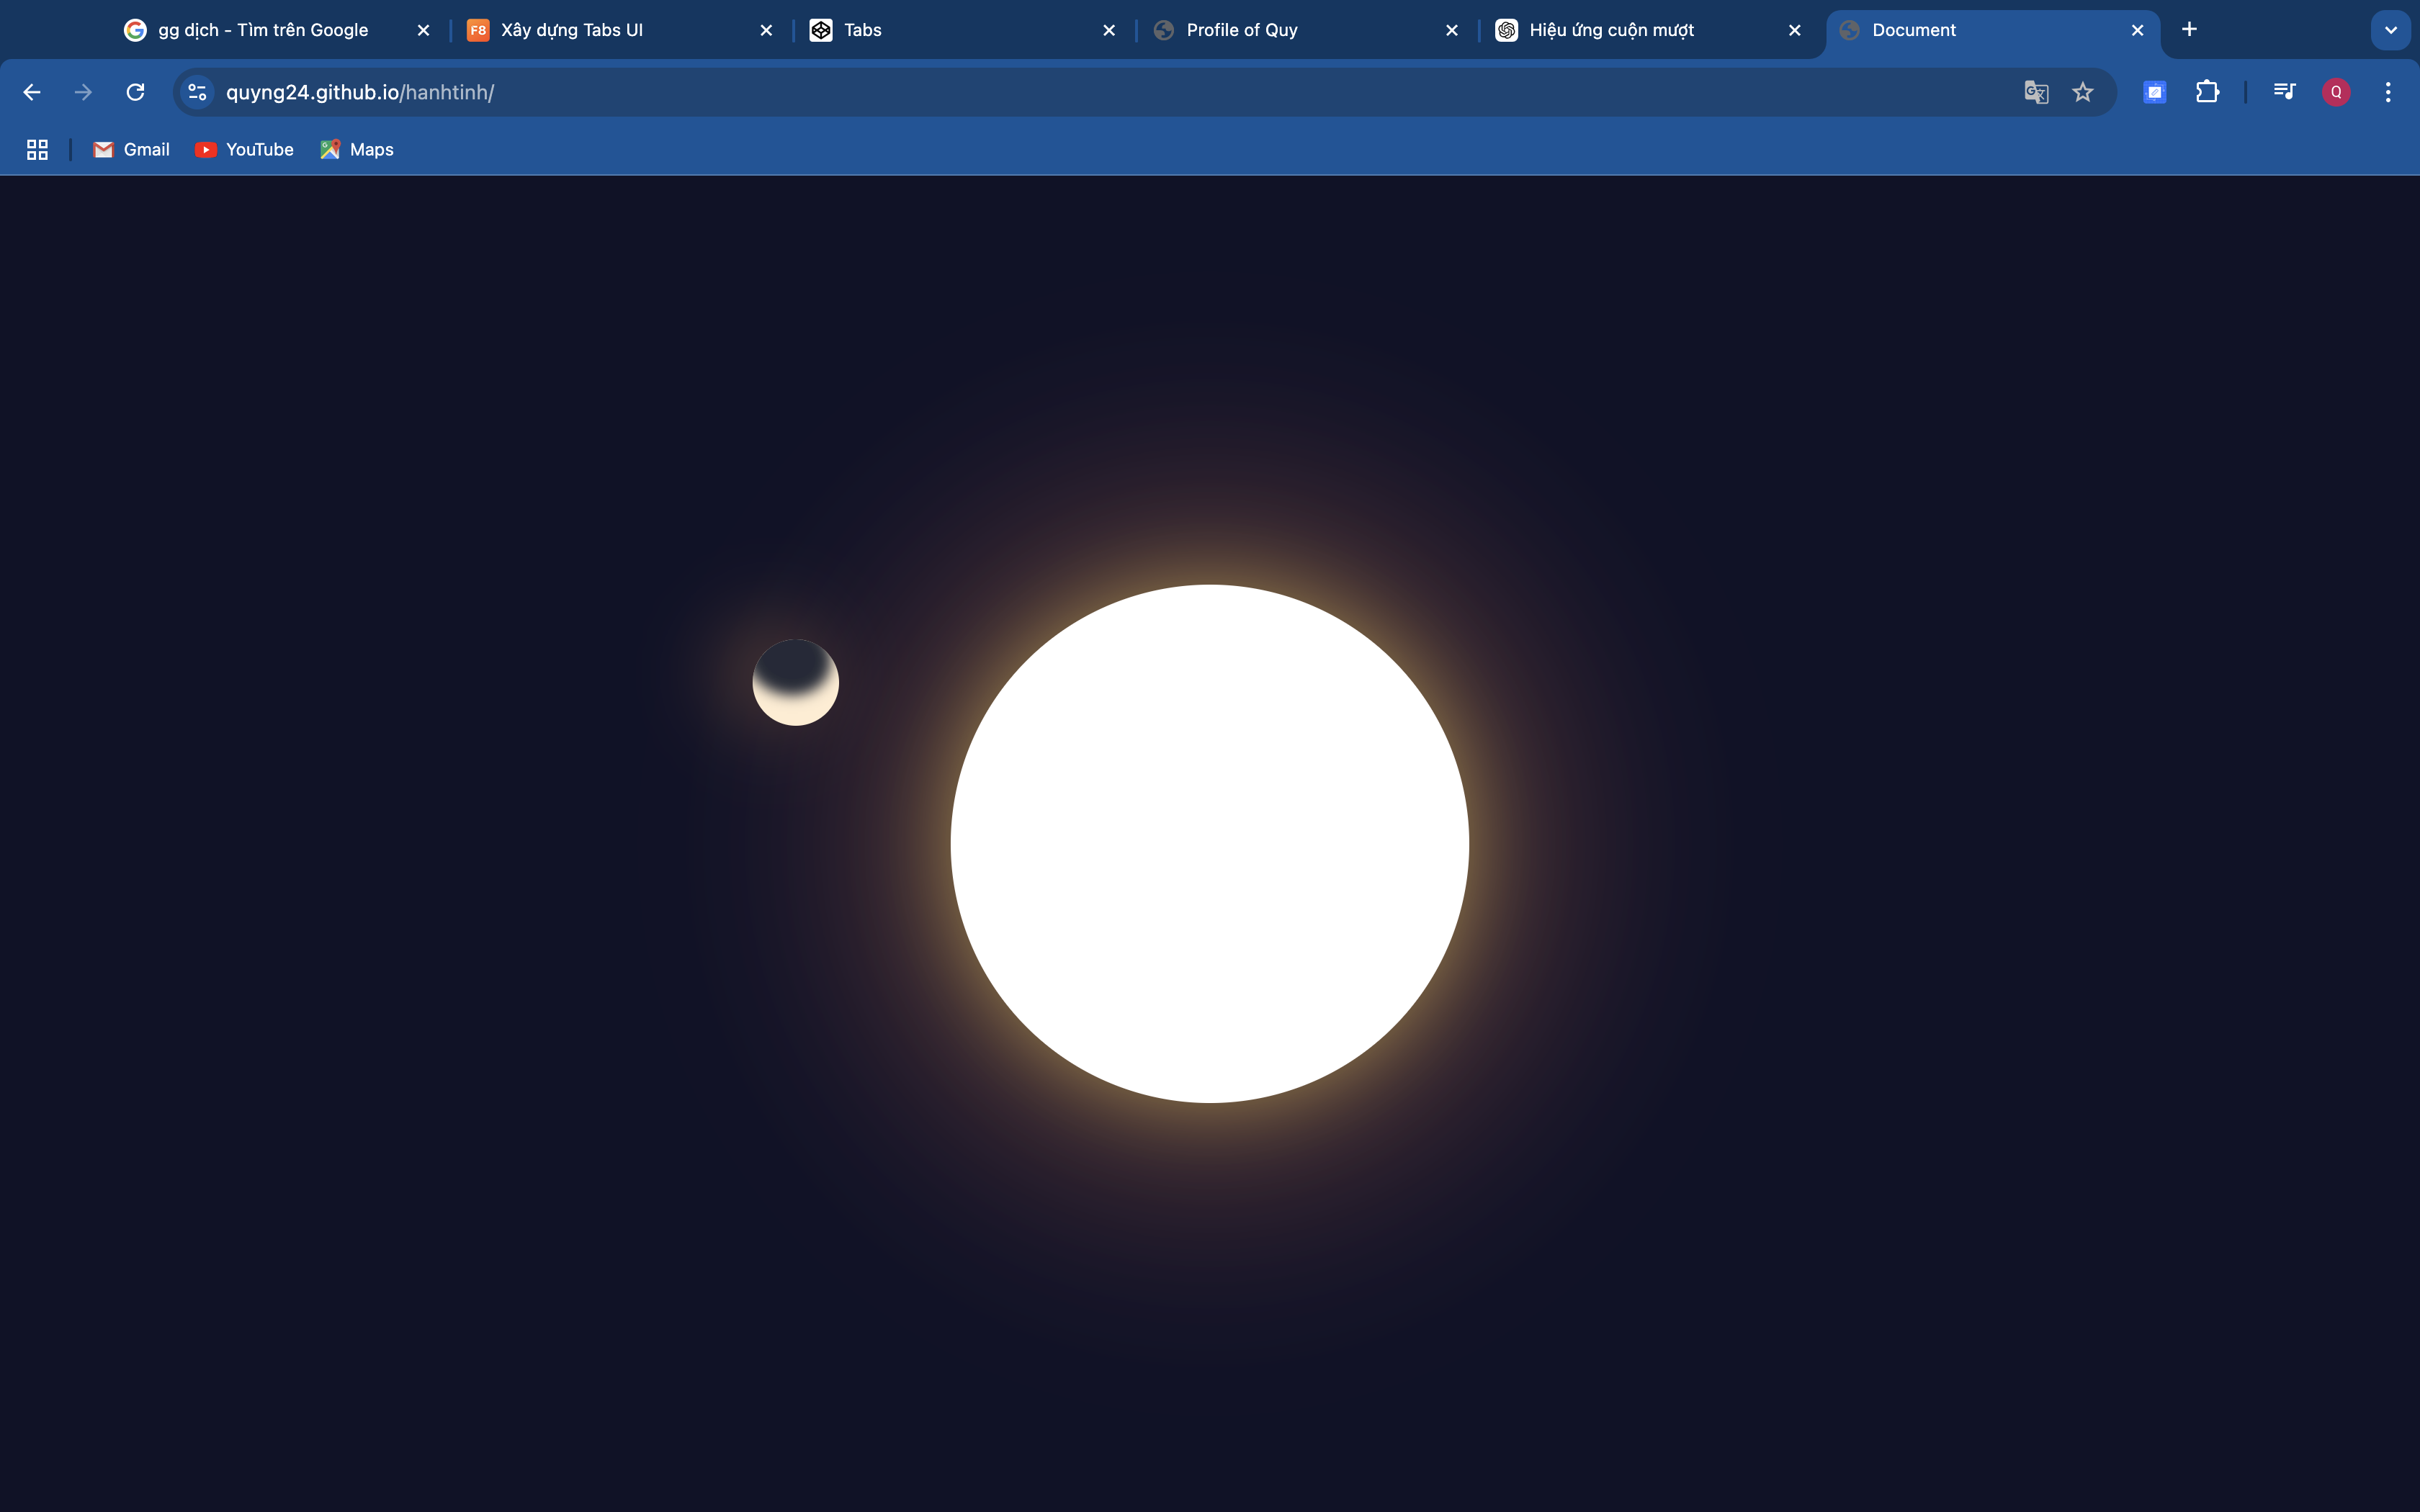 gg dịch - Tìm trên Google
F8 Xây dựng Tabs UI
Tabs
Profile of Quy
Hiệu ứng cuộn mượt
Document
quyng24.github.io/hanhtinh/
Q
Gmail
YouTube
Maps